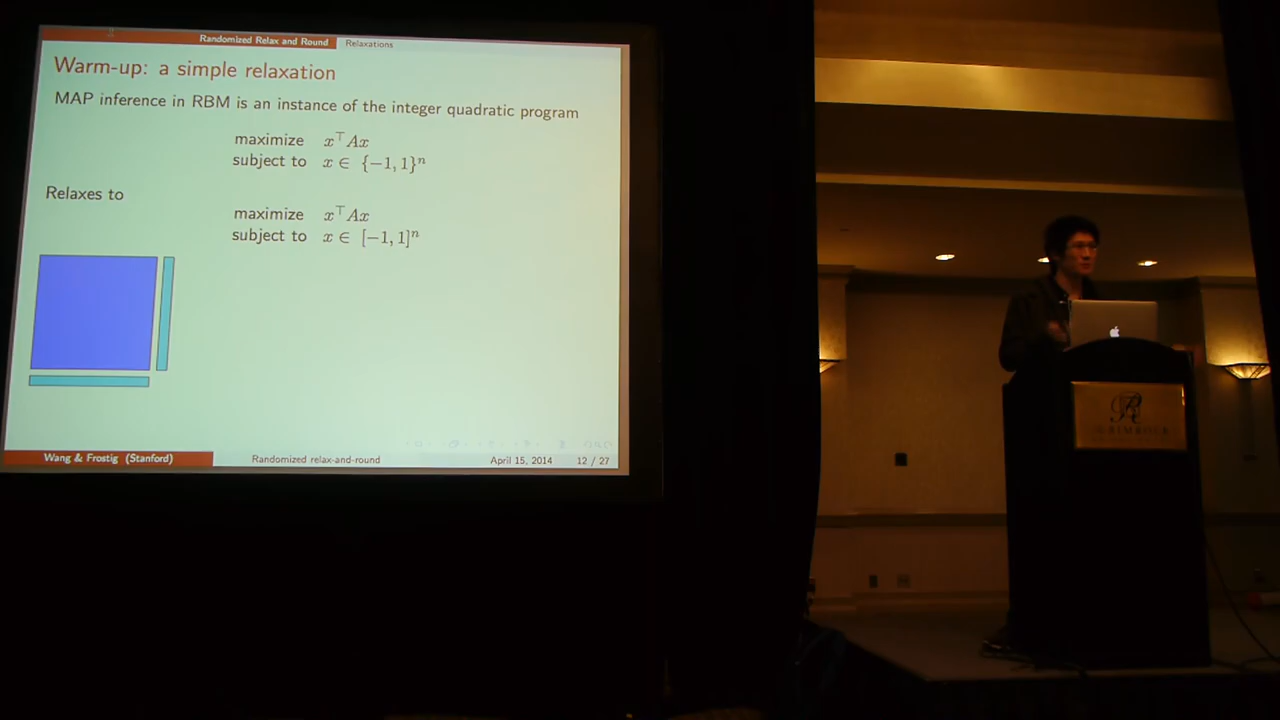 Randomized Relax and Round Relaxations
Warm-up: a simple relaxation
MAP inference in RBM is an instance of the integer quadratic program
maximize x⊤Ax
subject to x ∈ {−1, 1}ⁿ
Relaxes to
maximize x⊤Ax
subject to x ∈ [−1, 1]ⁿ
Wang & Frostig (Stanford) Randomized relax-and-round April 15, 2014 12 / 27